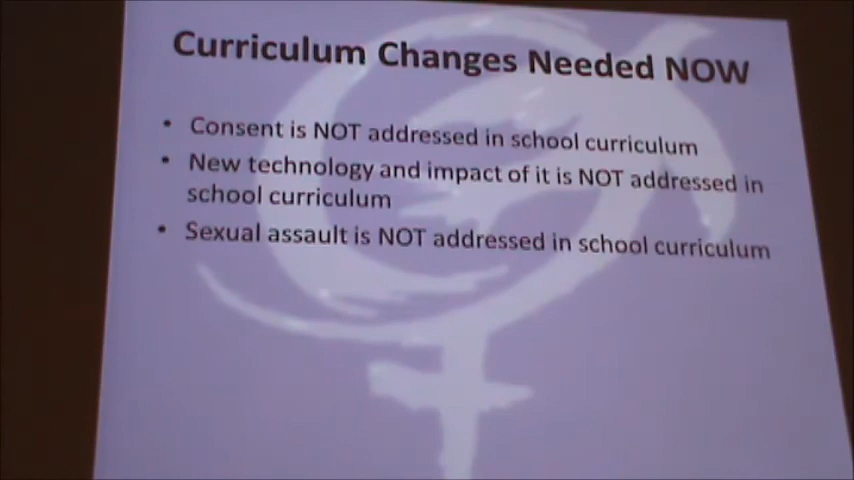 Curriculum Changes Needed NOW
• Consent is NOT addressed in school curriculum
• New technology and impact of it is NOT addressed in
school curriculum
• Sexual assault is NOT addressed in school curriculum